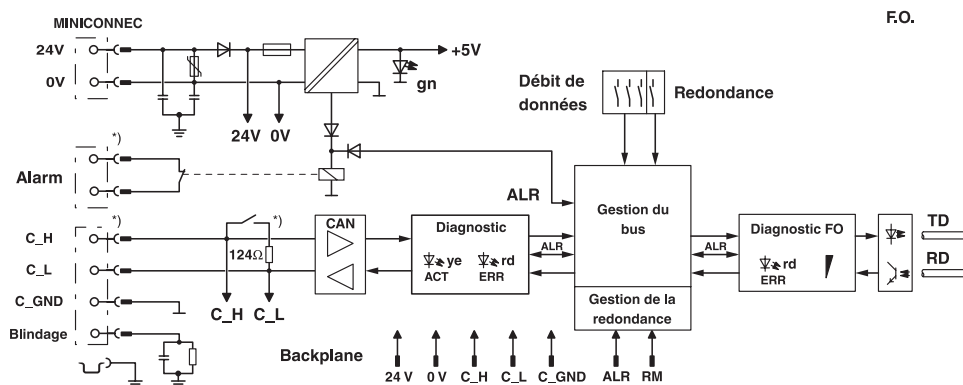 MINICONNEC
F.O.
24V
0V
+5V
gn
24V 0V
Débit de
données
Redondance
*)
Alarm
ALR
*)
C_H
C_L
C_GND
Blindage
*)
124Ω
C_H C_L
CAN
Diagnostic
ye
ACT
rd
ERR
ALR
Gestion du
bus
Gestion de la
redondance
ALR
Diagnostic FO
rd
ERR
TD
RD
Backplane
24 V 0 V C_H C_L C_GND ALR RM